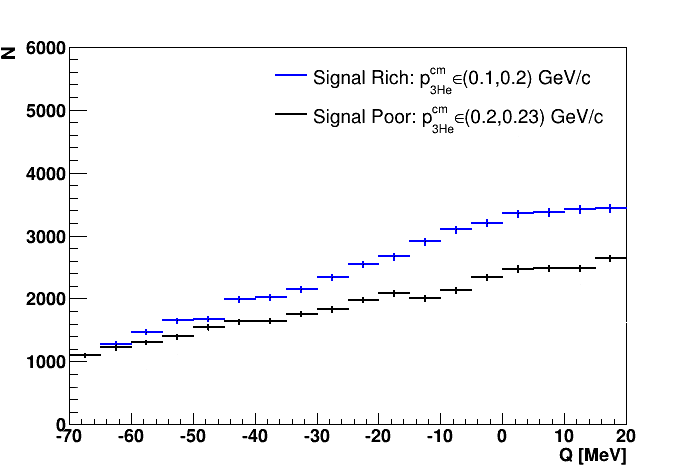 N
6000
Signal Rich: p^cm_3He ∈(0.1,0.2) GeV/c
Signal Poor: p^cm_3He ∈(0.2,0.23) GeV/c
5000
4000
3000
2000
1000
0
-70 -60 -50 -40 -30 -20 -10 0 10 20
Q [MeV]